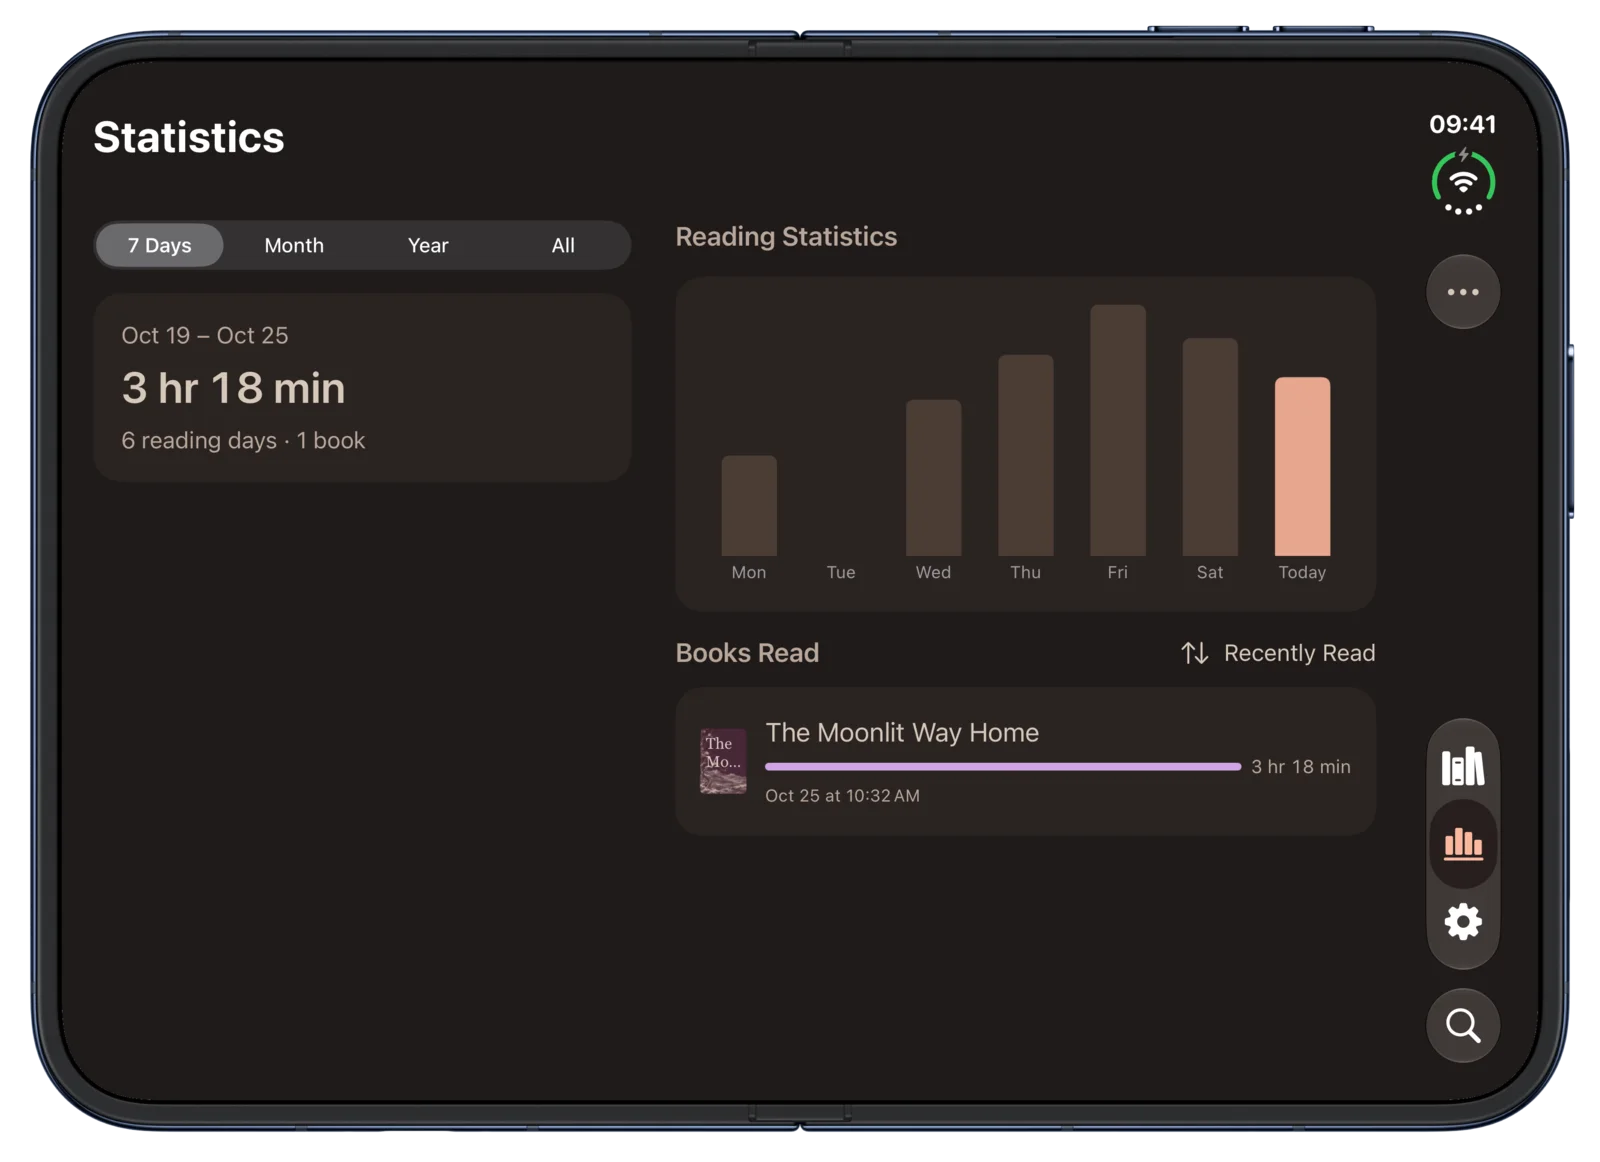 Statistics
09:41
7 Days Month Year All
Oct 19 – Oct 25
3 hr 18 min
6 reading days · 1 book
Reading Statistics
Mon Tue Wed Thu Fri Sat Today
Books Read
Recently Read
The
Mo...
The Moonlit Way Home
3 hr 18 min
Oct 25 at 10:32 AM